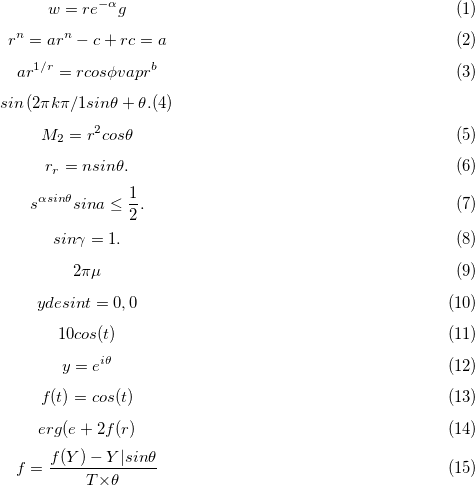 w = re^{-α}g (1)
r^n = ar^n − c + rc = a (2)
ar^{1/r} = rcosϕvapr^b (3)
sin(2πkπ/1sinθ + θ.(4)
M_2 = r^2cosθ (5)
r_r = nsinθ. (6)
s^{αsinθ}sina ≤ \frac{1}{2}. (7)
sinγ = 1. (8)
2πμ (9)
ydesint = 0, 0 (10)
10cos(t) (11)
y = e^{iθ} (12)
f(t) = cos(t) (13)
erg(e + 2f(r) (14)
f = \frac{f(Y) − Y|sinθ}{T×θ} (15)